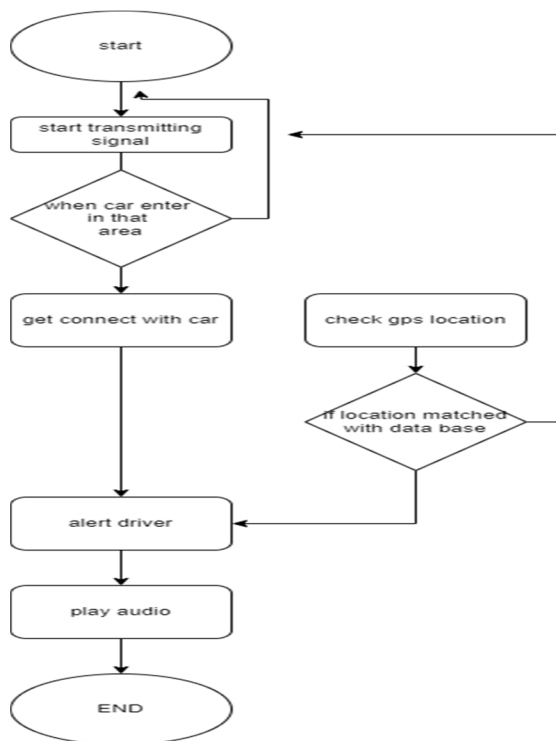 start
start transmitting
signal
when car enter
in that
area
get connect with car
check gps location
if location matched
with data base
alert driver
play audio
END